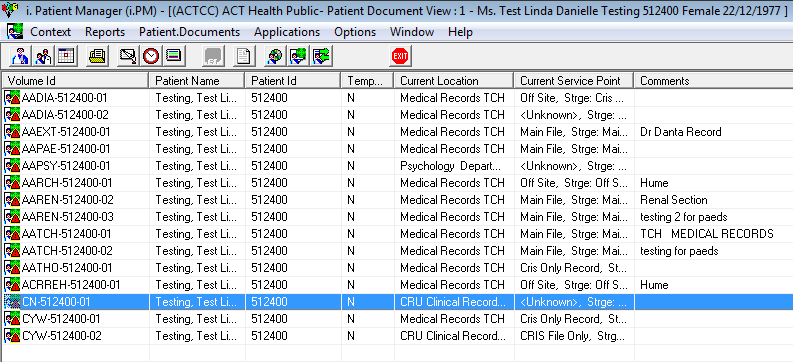 i. Patient Manager (i.PM) - [(ACTCC) ACT Health Public- Patient Document View : 1 - Ms. Test Linda Danielle Testing 512400 Female 22/12/1977 ]
Context Reports Patient.Documents Applications Options Window Help
EXIT
Volume Id Patient Name Patient Id Temp... Current Location Current Service Point Comments
AADIA-512400-01 Testing, Test Li... 512400 N Medical Records TCH Off Site, Strge: Cris ...
AADIA-512400-02 Testing, Test Li... 512400 N Medical Records TCH <Unknown>, Strge: ...
AAEXT-512400-01 Testing, Test Li... 512400 N Medical Records TCH Main File, Strge: Mai... Dr Danta Record
AAPAE-512400-01 Testing, Test Li... 512400 N Medical Records TCH Main File, Strge: Mai...
AAPSY-512400-01 Testing, Test Li... 512400 N Psychology Depart... <Unknown>, Strge: ...
AARCH-512400-01 Testing, Test Li... 512400 N Medical Records TCH Off Site, Strge: Off S... Hume
AAREN-512400-02 Testing, Test Li... 512400 N Medical Records TCH Main File, Strge: Mai... Renal Section
AAREN-512400-03 Testing, Test Li... 512400 N Medical Records TCH Main File, Strge: Mai... testing 2 for paeds
AATCH-512400-01 Testing, Test Li... 512400 N Medical Records TCH Main File, Strge: Mai... TCH MEDICAL RECORDS
AATCH-512400-02 Testing, Test Li... 512400 N Medical Records TCH Main File, Strge: Mai... testing for paeds
AATHO-512400-01 Testing, Test Li... 512400 N Medical Records TCH Cris Only Record, St...
ACRREH-512400-01 Testing, Test Li... 512400 N Medical Records TCH Off Site, Strge: Off S... Hume
CN-512400-01 Testing, Test Li... 512400 N CRU Clinical Record... <Unknown>, Strge: ...
CYW-512400-01 Testing, Test Li... 512400 N Medical Records TCH Cris Only Record, St...
CYW-512400-02 Testing, Test Li... 512400 N CRU Clinical Record... CRIS File Only, Strg...